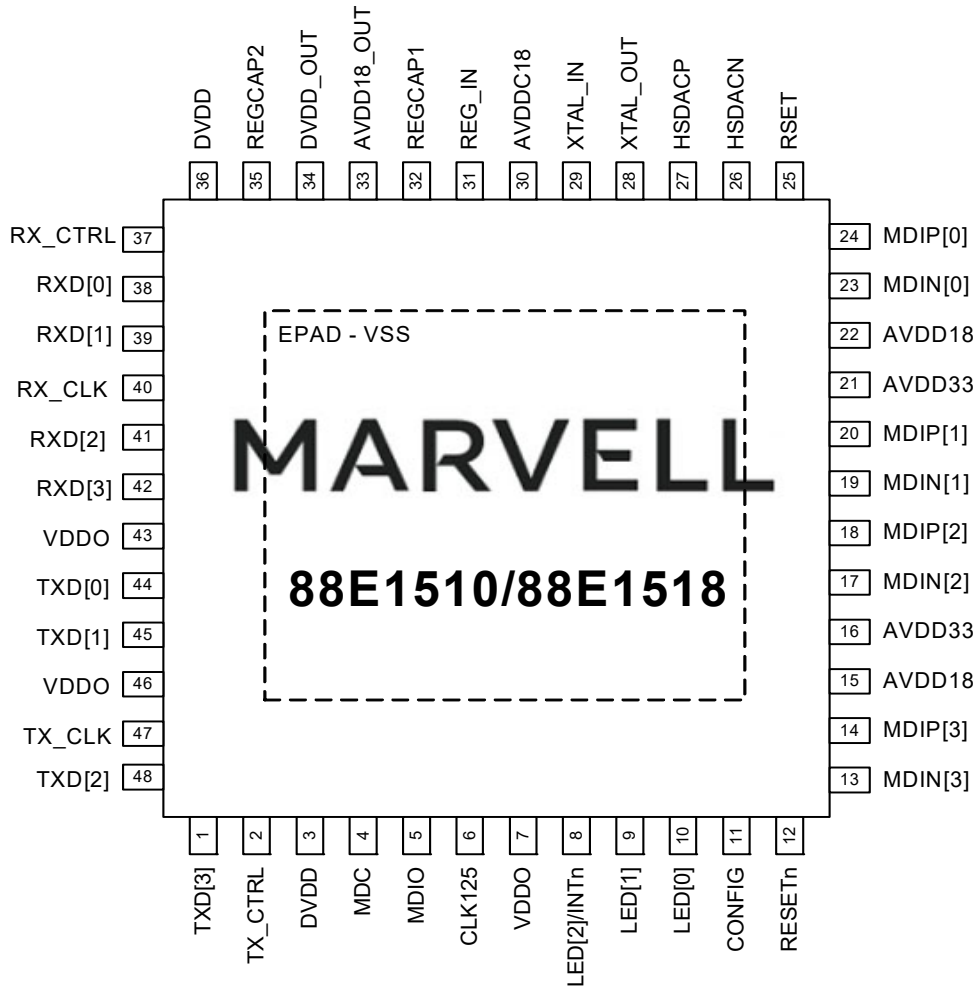 DVDD
REGCAP2
DVDD_OUT
AVDD18_OUT
REGCAP1
REG_IN
AVDDC18
XTAL_IN
XTAL_OUT
HSDACP
HSDACN
RSET
36
35
34
33
32
31
30
29
28
27
26
25
RX_CTRL 37
RXD[0] 38
RXD[1] 39
RX_CLK 40
RXD[2] 41
RXD[3] 42
VDDO 43
TXD[0] 44
TXD[1] 45
VDDO 46
TX_CLK 47
TXD[2] 48
EPAD - VSS
MARVELL
88E1510/88E1518
24 MDIP[0]
23 MDIN[0]
22 AVDD18
21 AVDD33
20 MDIP[1]
19 MDIN[1]
18 MDIP[2]
17 MDIN[2]
16 AVDD33
15 AVDD18
14 MDIP[3]
13 MDIN[3]
1
2
3
4
5
6
7
8
9
10
11
12
TXD[3]
TX_CTRL
DVDD
MDC
MDIO
CLK125
VDDO
LED[2]/INTn
LED[1]
LED[0]
CONFIG
RESETn